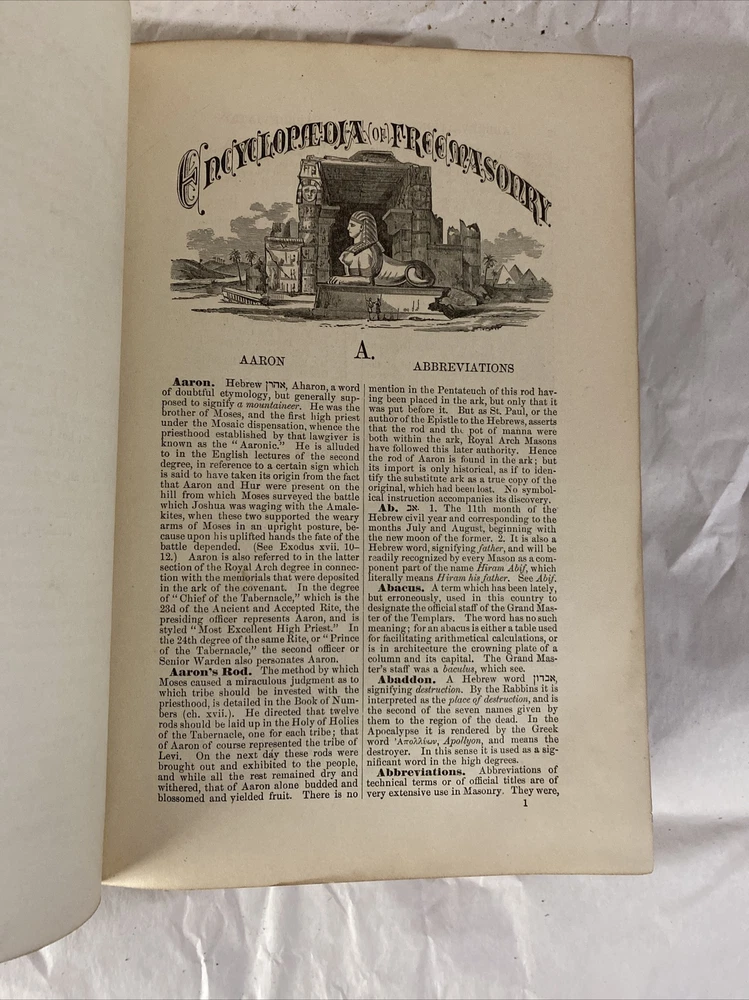 ENCYCLOPÆDIA (OF) FREEMASONRY.
A.
AARON
ABBREVIATIONS
Aaron. Hebrew אהרן, Aharon, a word
of doubtful etymology, but generally sup-
posed to signify a mountaineer. He was the
brother of Moses, and the first high priest
under the Mosaic dispensation, whence the
priesthood established by that lawgiver is
known as the "Aaronic." He is alluded
to in the English lectures of the second
degree, in reference to a certain sign which
is said to have taken its origin from the fact
that Aaron and Hur were present on the
hill from which Moses surveyed the battle
which Joshua was waging with the Amale-
kites, when these two supported the weary
arms of Moses in an upright posture, be-
cause upon his uplifted hands the fate of the
battle depended. (See Exodus xvii. 10-
12.) Aaron is also referred to in the latter
section of the Royal Arch degree in connec-
tion with the memorials that were deposited
in the ark of the covenant. In the degree
of "Chief of the Tabernacle," which is the
23d of the Ancient and Accepted Rite, the
presiding officer represents Aaron, and is
styled "Most Excellent High Priest." In
the 24th degree of the same Rite, or "Prince
of the Tabernacle," the second officer or
Senior Warden also personates Aaron.
Aaron's Rod. The method by which
Moses caused a miraculous judgment as to
which tribe should be invested with the
priesthood, is detailed in the Book of Num-
bers (ch. xvii.). He directed that twelve
rods should be laid up in the Holy of Holies
of the Tabernacle, one for each tribe; that
of Aaron of course represented the tribe of
Levi. On the next day these rods were
brought out and exhibited to the people,
and while all the rest remained dry and
withered, that of Aaron alone budded and
blossomed and yielded fruit. There is no
mention in the Pentateuch of this rod hav-
ing been placed in the ark, but only that it
was put before it. But as St. Paul, or the
author of the Epistle to the Hebrews, asserts
that the rod and the pot of manna were
both within the ark, Royal Arch Masons
have followed this later authority. Hence
the rod of Aaron is found in the ark; but
its import is only historical, as if to iden-
tify the substitute ark as a true copy of the
original, which had been lost. No symbol-
ical instruction accompanies its discovery.
Ab. אב. 1. The 11th month of the
Hebrew civil year and corresponding to the
months July and August, beginning with
the new moon of the former. 2. It is also a
Hebrew word, signifying father, and will be
readily recognized by every Mason as a com-
ponent part of the name Hiram Abif, which
literally means Hiram his father. See Abif.
Abacus. A term which has been lately,
but erroneously, used in this country to
designate the official staff of the Grand Mas-
ter of the Templars. The word has no such
meaning; for an abacus is either a table used
for facilitating arithmetical calculations, or
is in architecture the crowning plate of a
column and its capital. The Grand Mas-
ter's staff was a baculus, which see.
Abaddon. A Hebrew word אבדון,
signifying destruction. By the Rabbins it is
interpreted as the place of destruction, and is
the second of the seven names given by
them to the region of the dead. In the
Apocalypse it is rendered by the Greek
word Ἀπολλύων, Apollyon, and means the
destroyer. In this sense it is used as a sig-
nificant word in the high degrees.
Abbreviations. Abbreviations of
technical terms or of official titles are of
very extensive use in Masonry. They were,
1